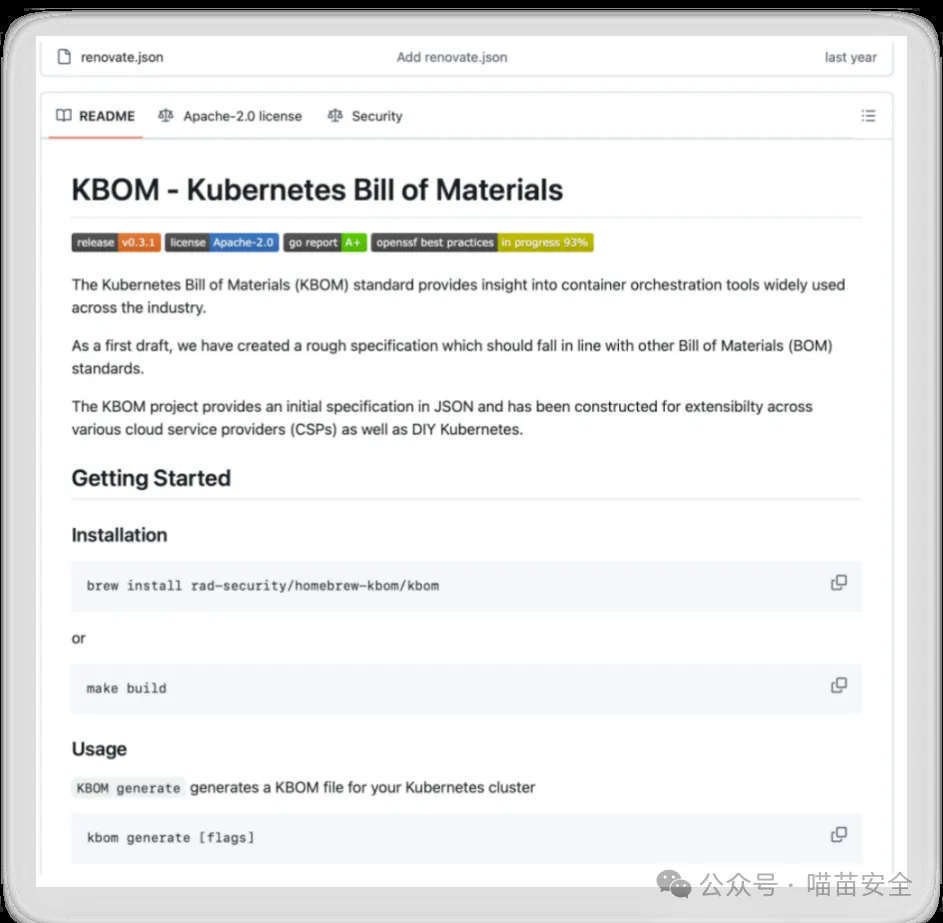 renovate.json Add renovate.json last year
README Apache-2.0 license Security
KBOM - Kubernetes Bill of Materials
release v0.3.1 license Apache-2.0 go report A+ openssf best practices in progress 93%
The Kubernetes Bill of Materials (KBOM) standard provides insight into container orchestration tools widely used
across the industry.
As a first draft, we have created a rough specification which should fall in line with other Bill of Materials (BOM)
standards.
The KBOM project provides an initial specification in JSON and has been constructed for extensibilty across
various cloud service providers (CSPs) as well as DIY Kubernetes.
Getting Started
Installation
brew install rad-security/homebrew-kbom/kbom
or
make build
Usage
KBOM generate generates a KBOM file for your Kubernetes cluster
kbom generate [flags]
公众号 · 喵苗安全